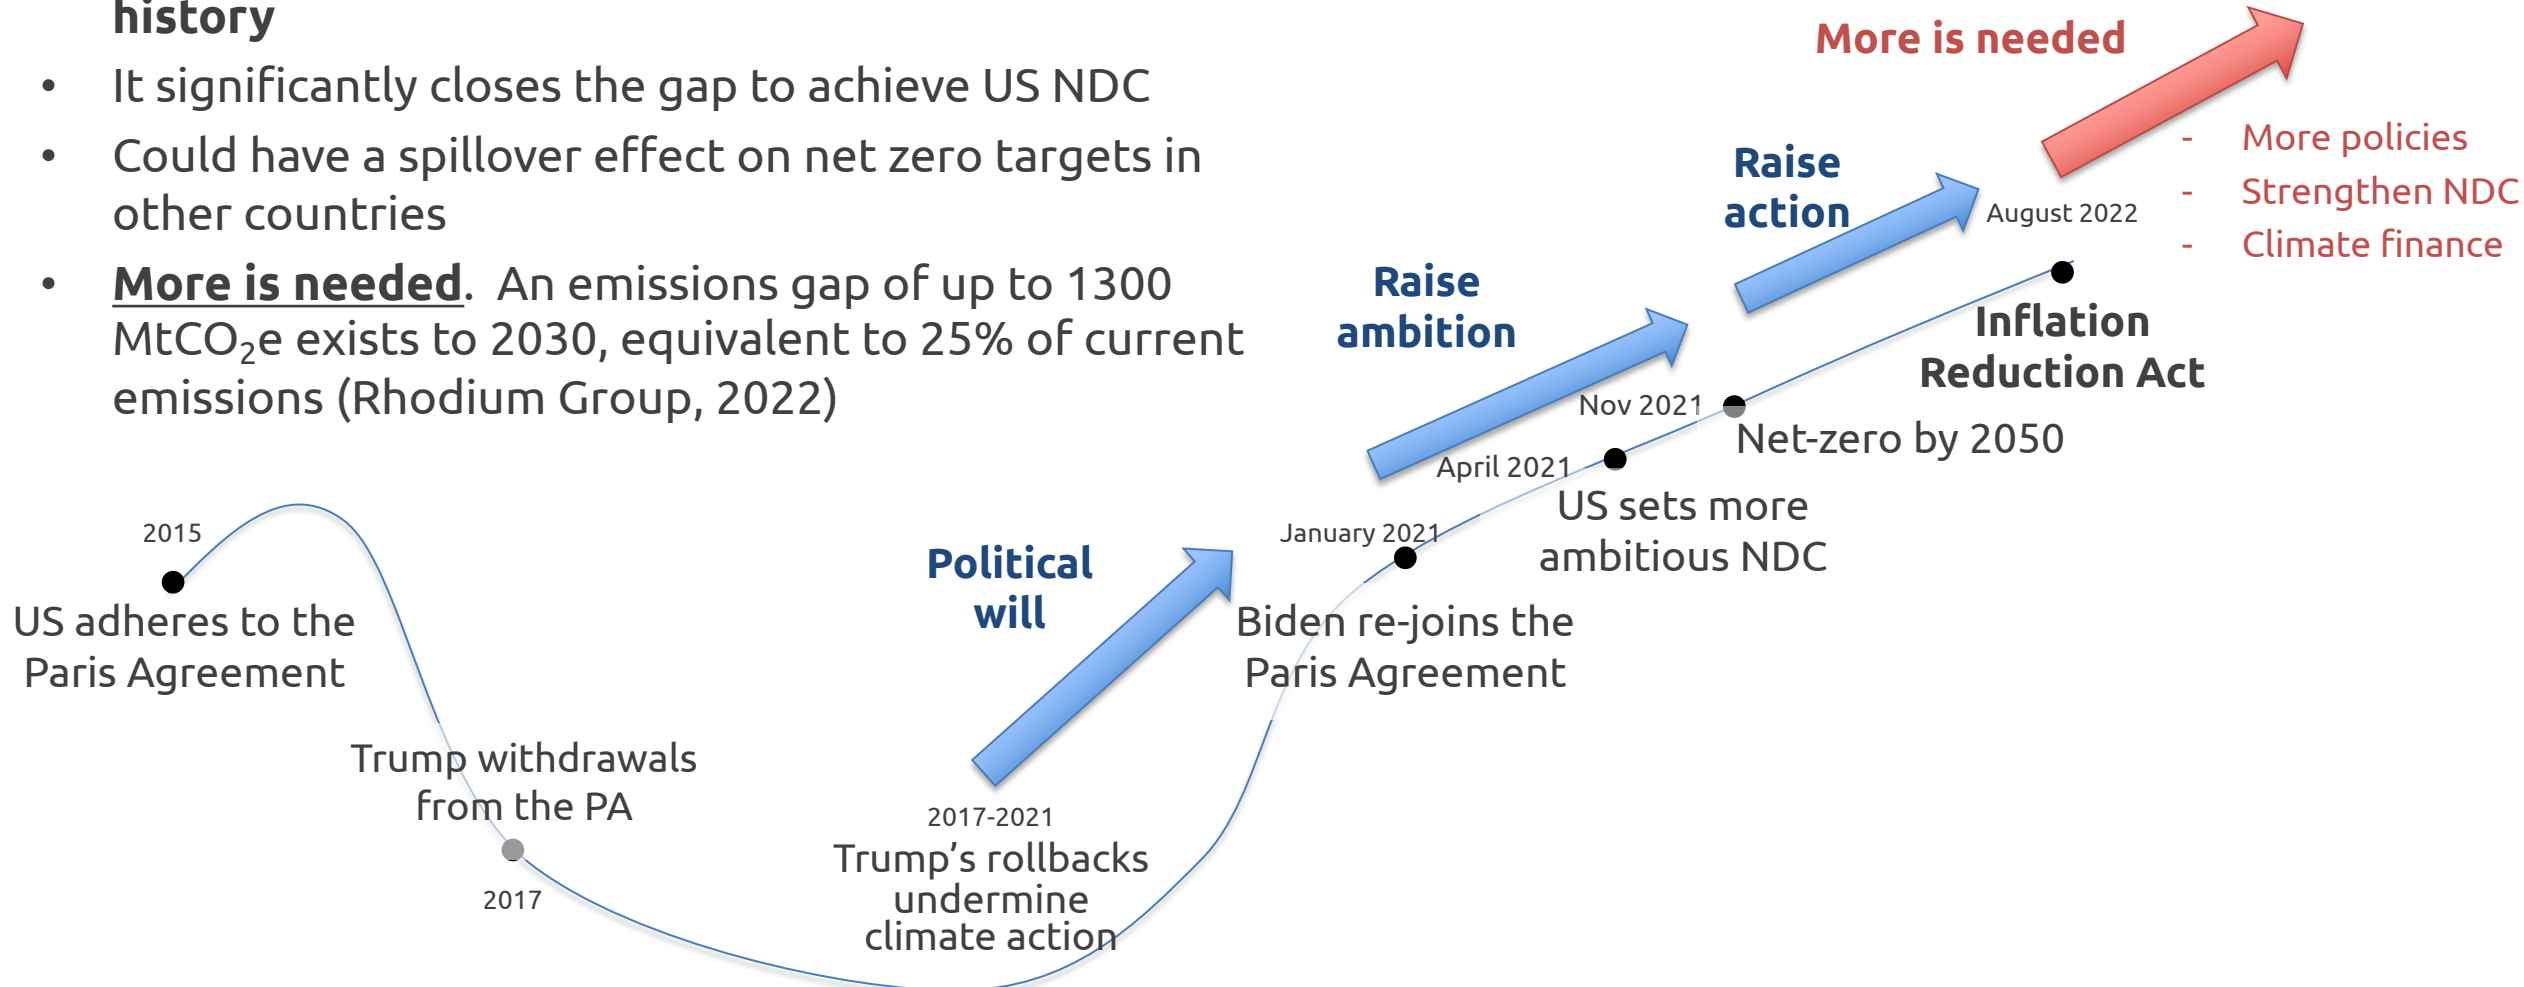 history
• It significantly closes the gap to achieve US NDC
• Could have a spillover effect on net zero targets in
other countries
• More is needed. An emissions gap of up to 1300
MtCO₂e exists to 2030, equivalent to 25% of current
emissions (Rhodium Group, 2022)
2015
US adheres to the
Paris Agreement
Trump withdrawals
from the PA
2017
Political
will
2017-2021
Trump’s rollbacks
undermine
climate action
January 2021
Biden re-joins the
Paris Agreement
Raise
ambition
April 2021
US sets more
ambitious NDC
Nov 2021
Net-zero by 2050
Raise
action
August 2022
Inflation
Reduction Act
More is needed
- More policies
- Strengthen NDC
- Climate finance